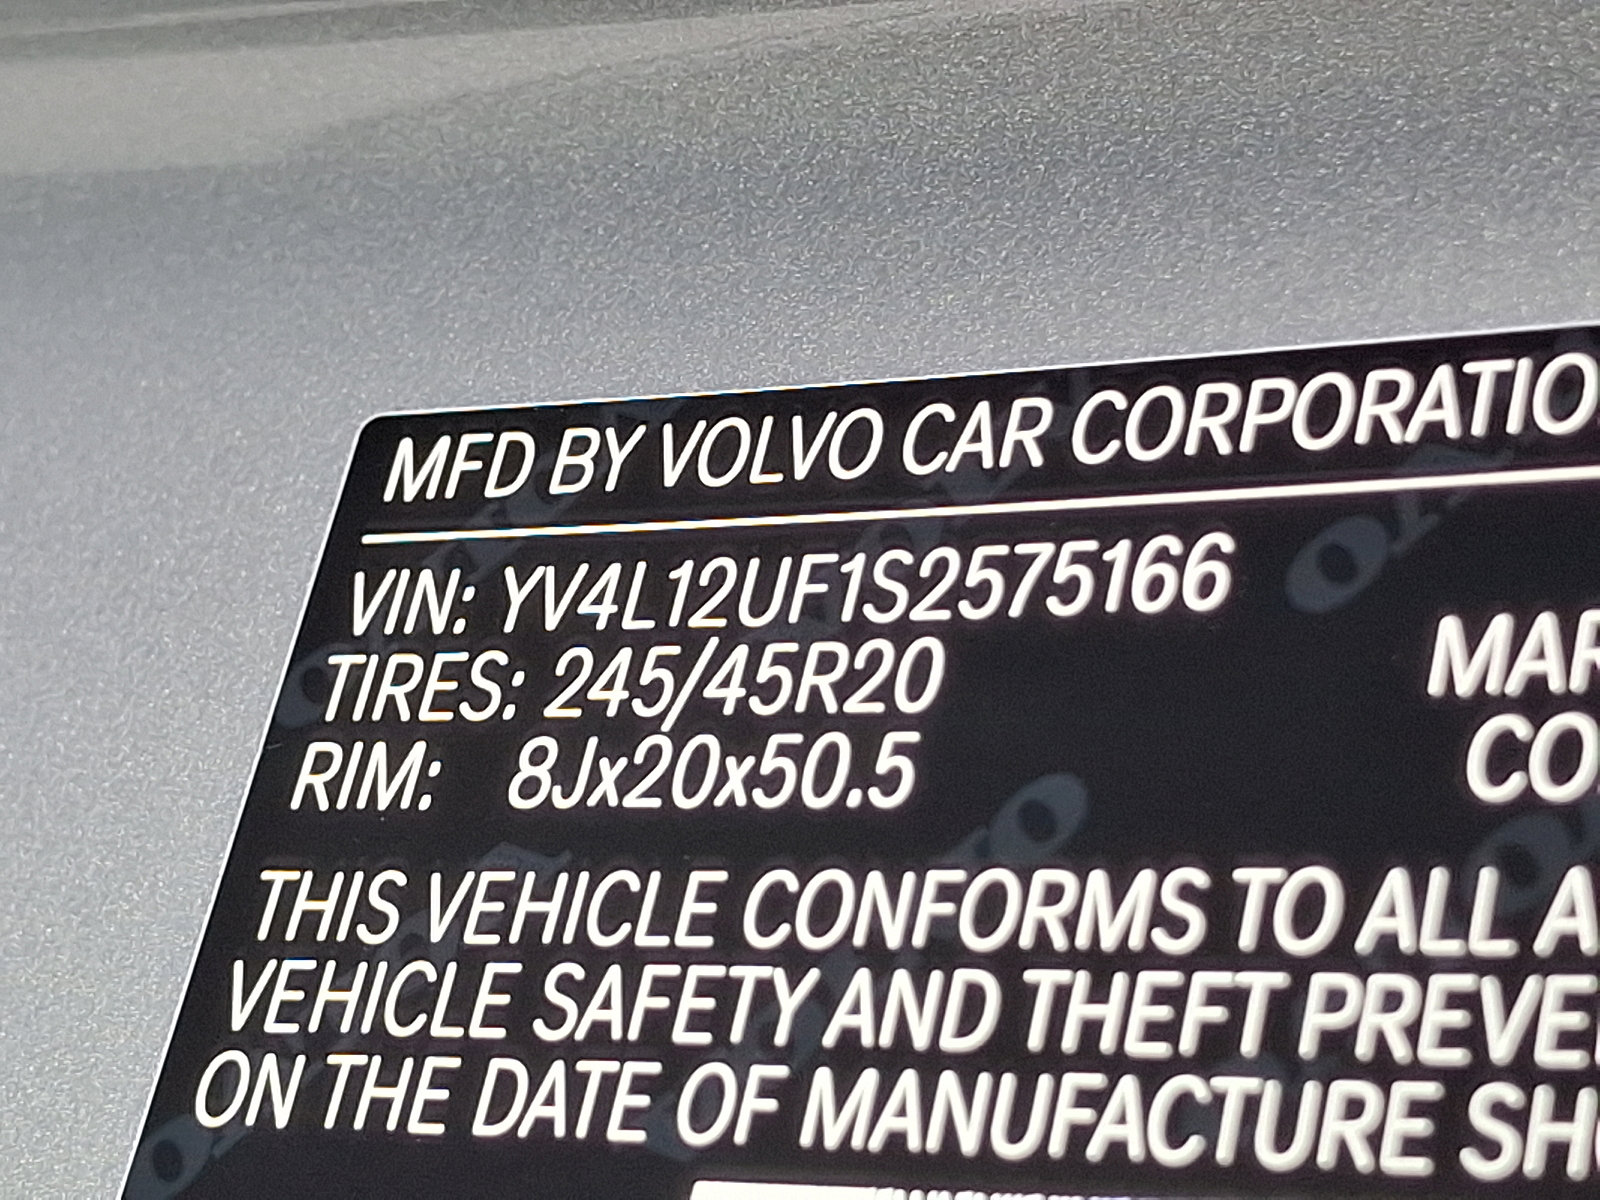 MFD BY VOLVO CAR CORPORATIO
VIN: YV4L12UF1S2575166
TIRES: 245/45R20
RIM: 8Jx20x50.5
MAR
CO
THIS VEHICLE CONFORMS TO ALL A
VEHICLE SAFETY AND THEFT PREVE
ON THE DATE OF MANUFACTURE SH